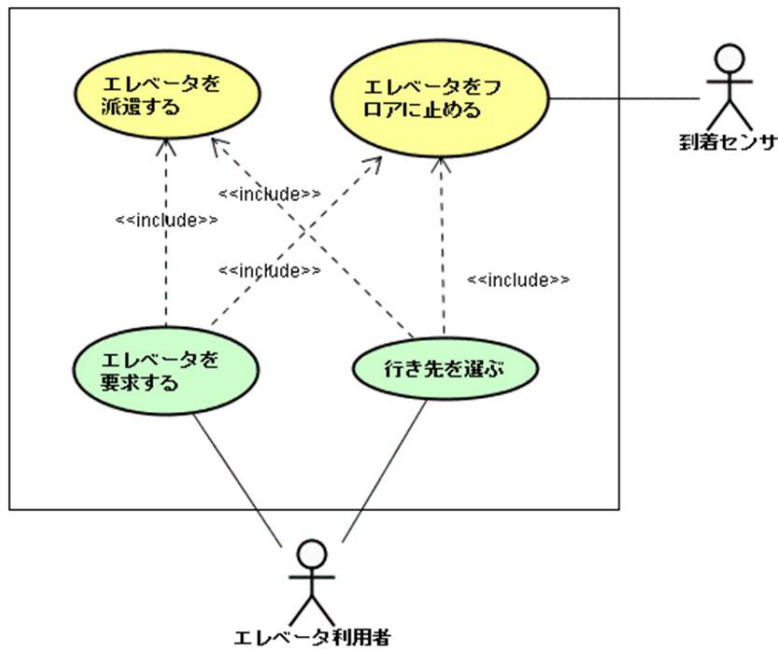 エレベータを
派遣する
エレベータをフ
ロアに止める
到着センサ
<<include>>
<<include>>
<<include>>
<<include>>
エレベータを
要求する
行き先を選ぶ
エレベータ利用者